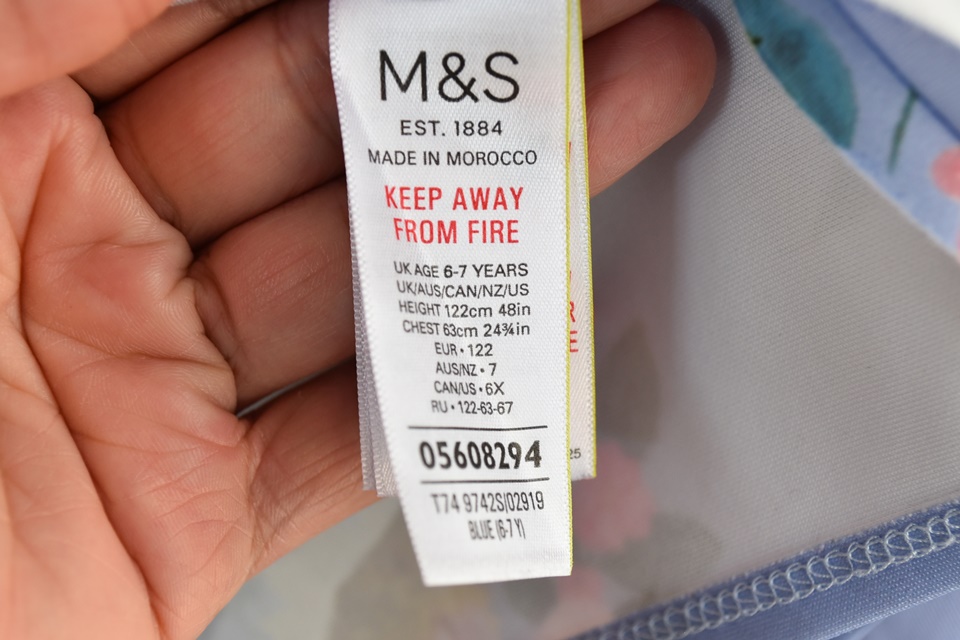 M&S
EST. 1884
MADE IN MOROCCO
KEEP AWAY
FROM FIRE
UK AGE 6-7 YEARS
UK/AUS/CAN/NZ/US
HEIGHT 122cm 48in
CHEST 63cm 24¾in
EUR • 122
AUS/NZ • 7
CAN/US • 6X
RU • 122-63-67
05608294
T74 9742S/02919
BLUE (6-7 Y)
R
E
25